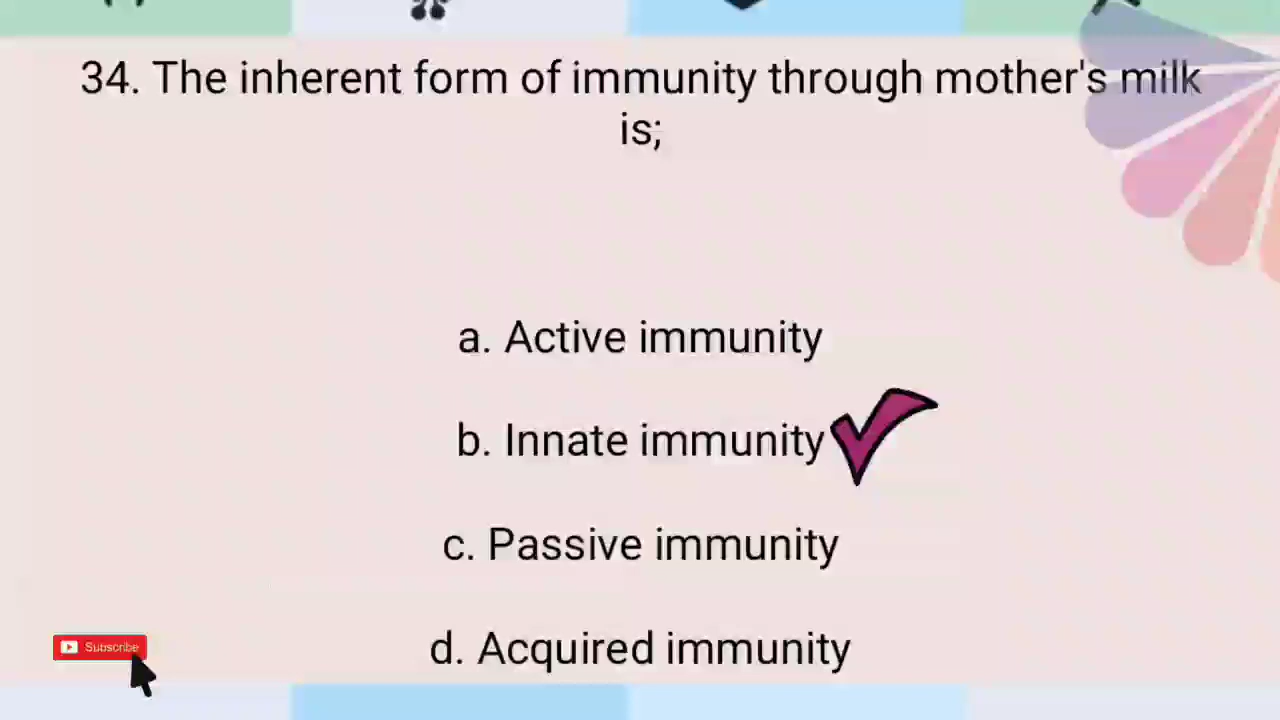 34. The inherent form of immunity through mother's milk
is;
a. Active immunity
b. Innate immunity
c. Passive immunity
d. Acquired immunity
Subscribe